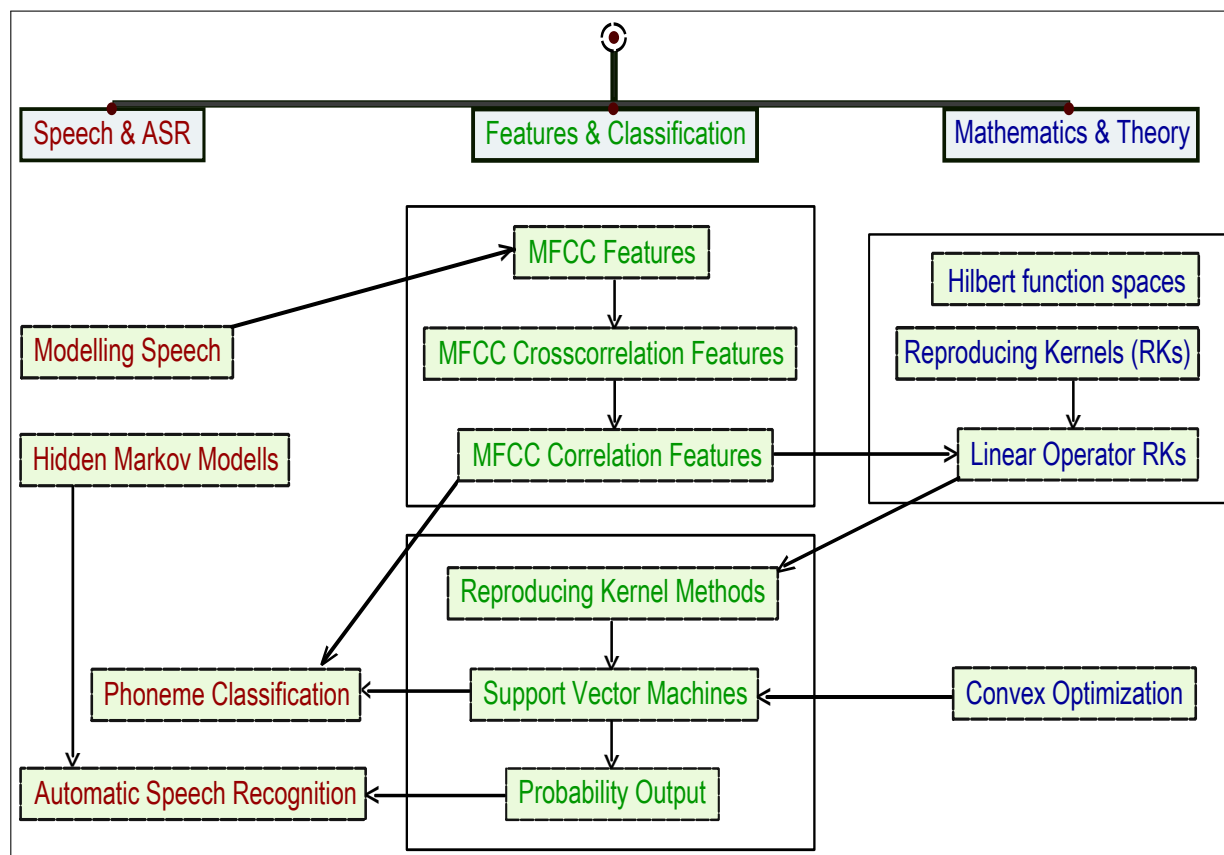 Speech & ASR
Features & Classification
Mathematics & Theory
MFCC Features
Hilbert function spaces
Modelling Speech
MFCC Crosscorrelation Features
Reproducing Kernels (RKs)
Hidden Markov Modells
MFCC Correlation Features
Linear Operator RKs
Reproducing Kernel Methods
Phoneme Classification
Support Vector Machines
Convex Optimization
Automatic Speech Recognition
Probability Output